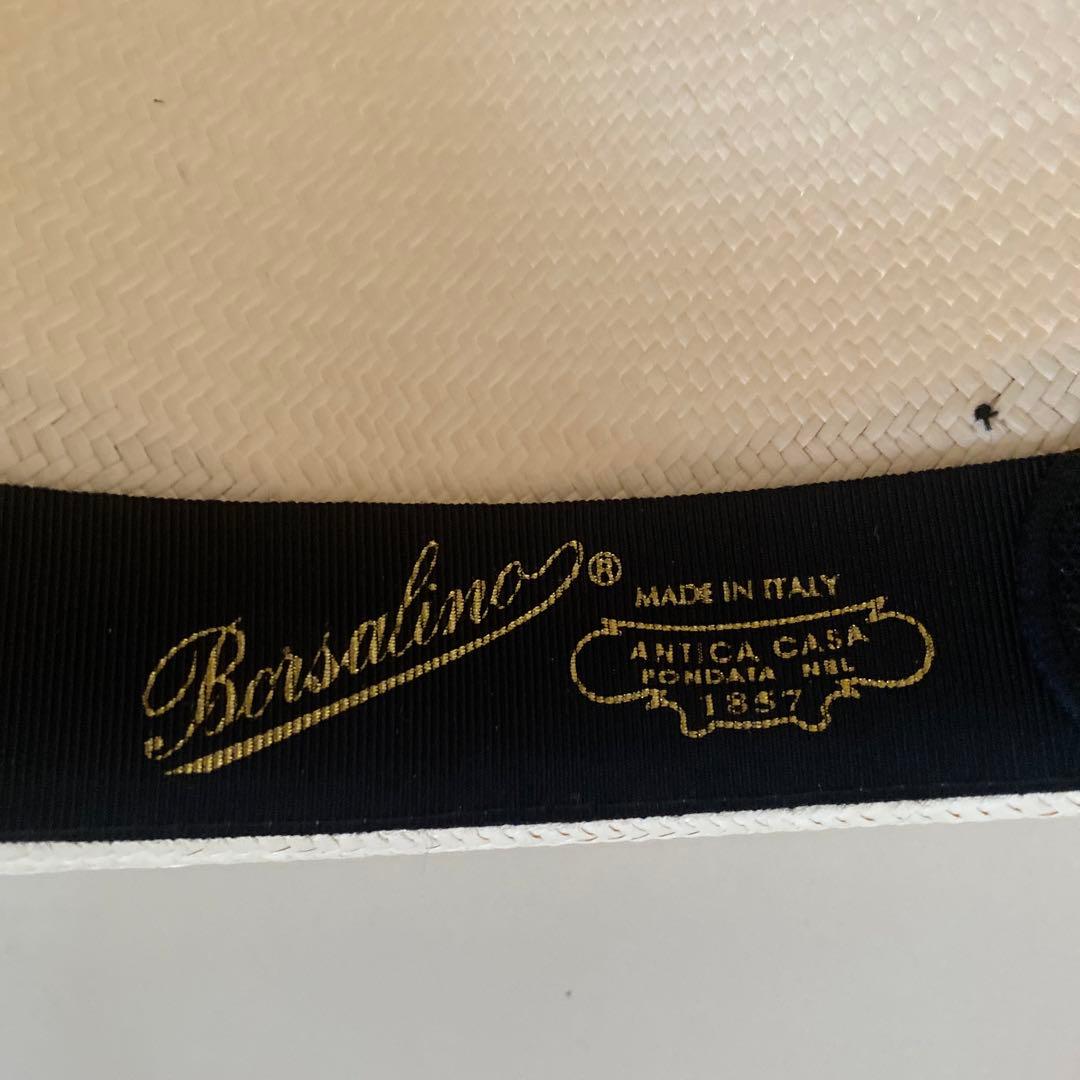 Borsalino®
MADE IN ITALY
ANTICA CASA
FONDATA NEL
1857